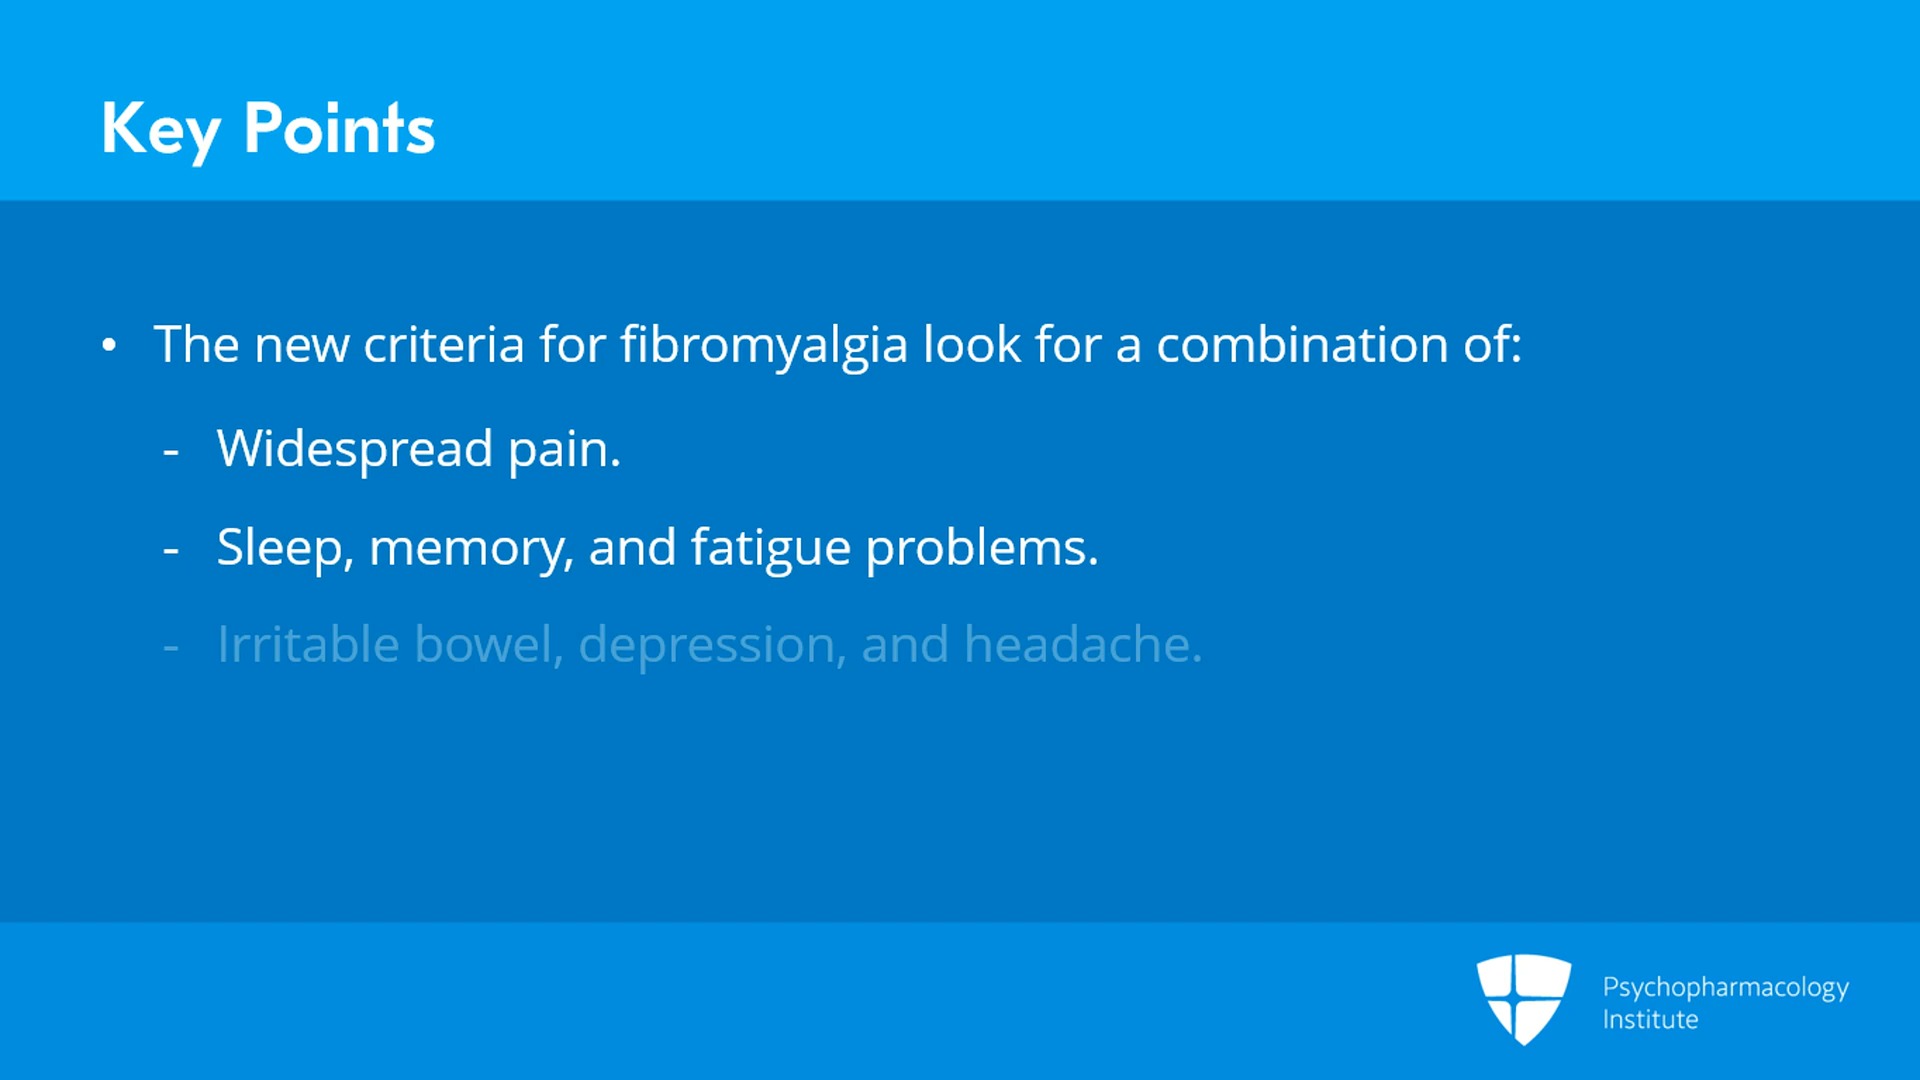 Key Points
• The new criteria for fibromyalgia look for a combination of:
- Widespread pain.
- Sleep, memory, and fatigue problems.
- Irritable bowel, depression, and headache.
Psychopharmacology
Institute